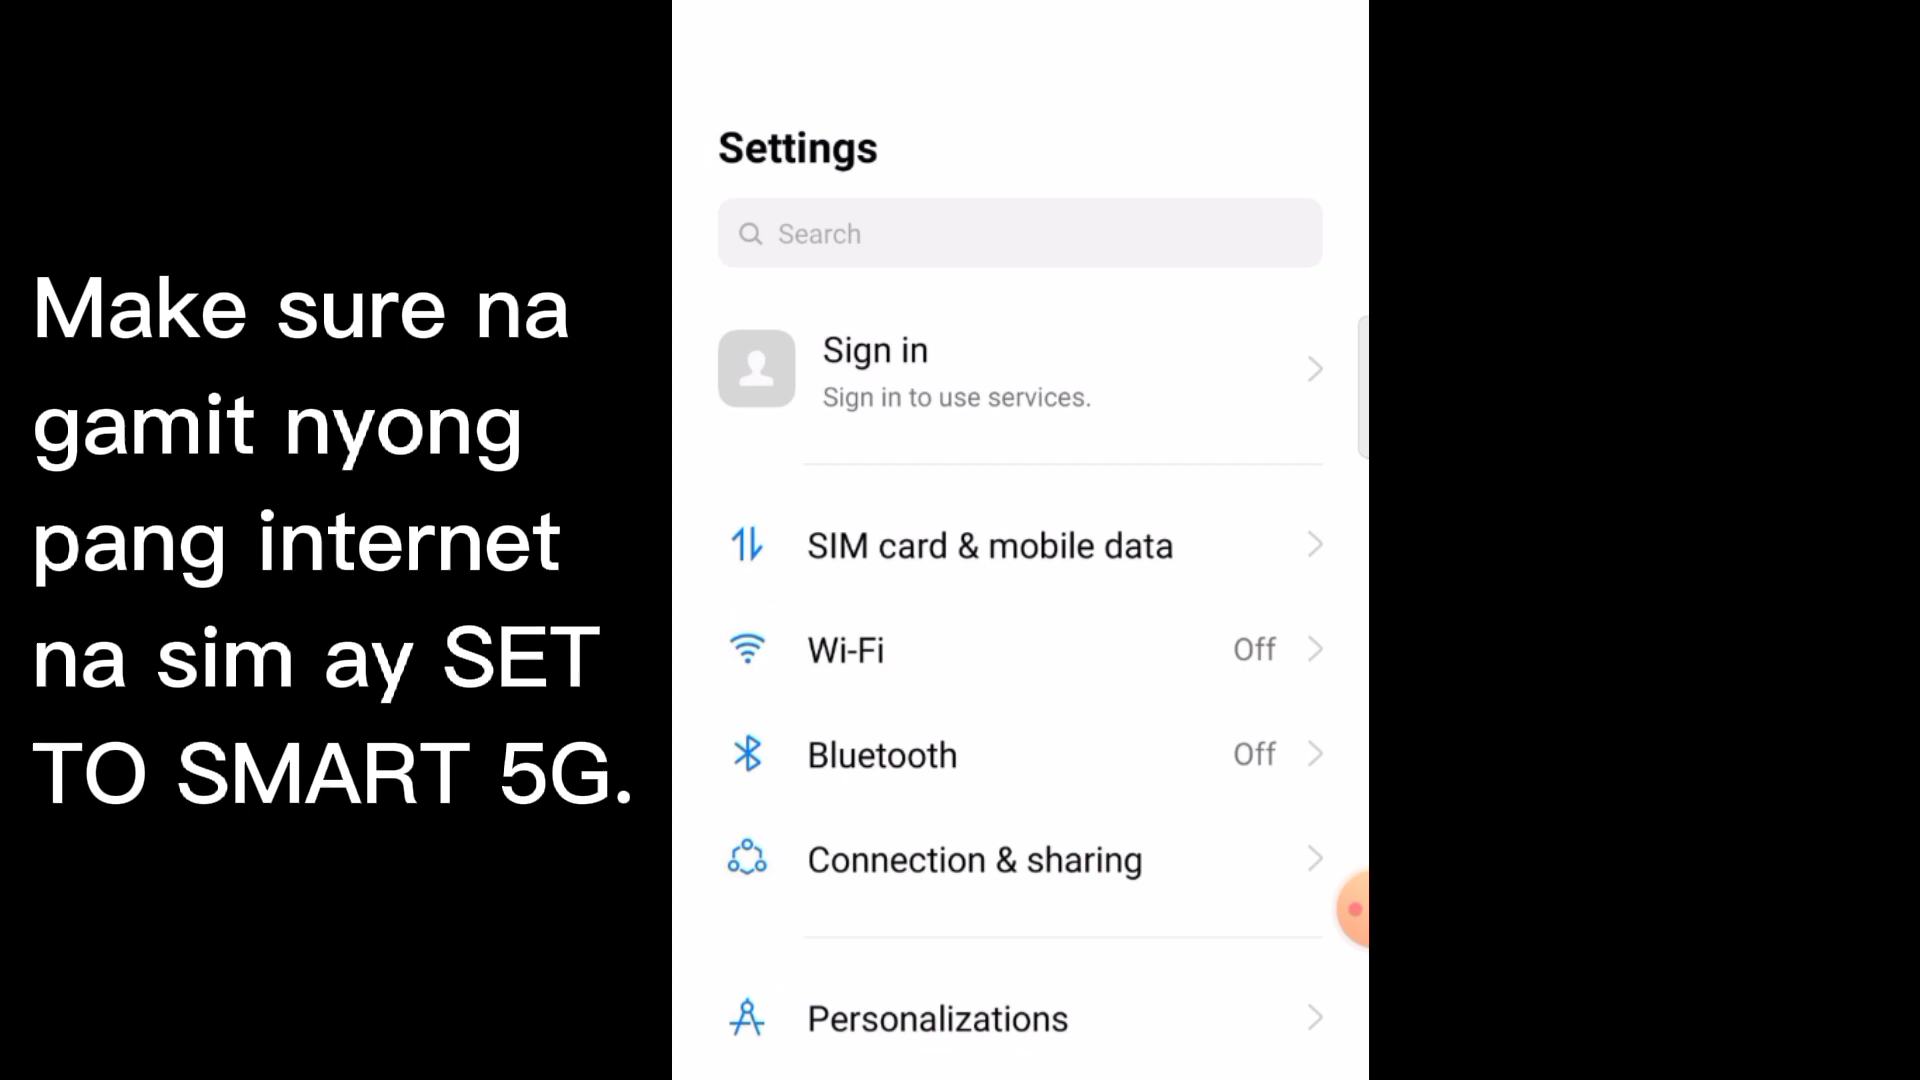 Make sure na
gamit nyong
pang internet
na sim ay SET
TO SMART 5G.
Settings
Search
Sign in
Sign in to use services.
SIM card & mobile data
Wi-Fi Off
Bluetooth Off
Connection & sharing
Personalizations